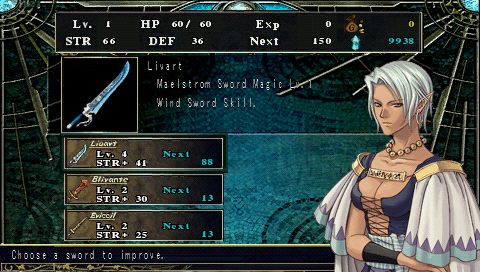 Lv. 1 HP 60/ 60 Exp 0 0
STR 66 DEF 36 Next 150 9938
Livart
Maelstrom Sword Magic Lv.1
Wind Sword Skill.
Livart
Lv. 4 Next
STR+ 41 88
Blivante
Lv. 2 Next
STR+ 30 13
Lv. 2 Next
STR+ 25 13
Choose a sword to improve.